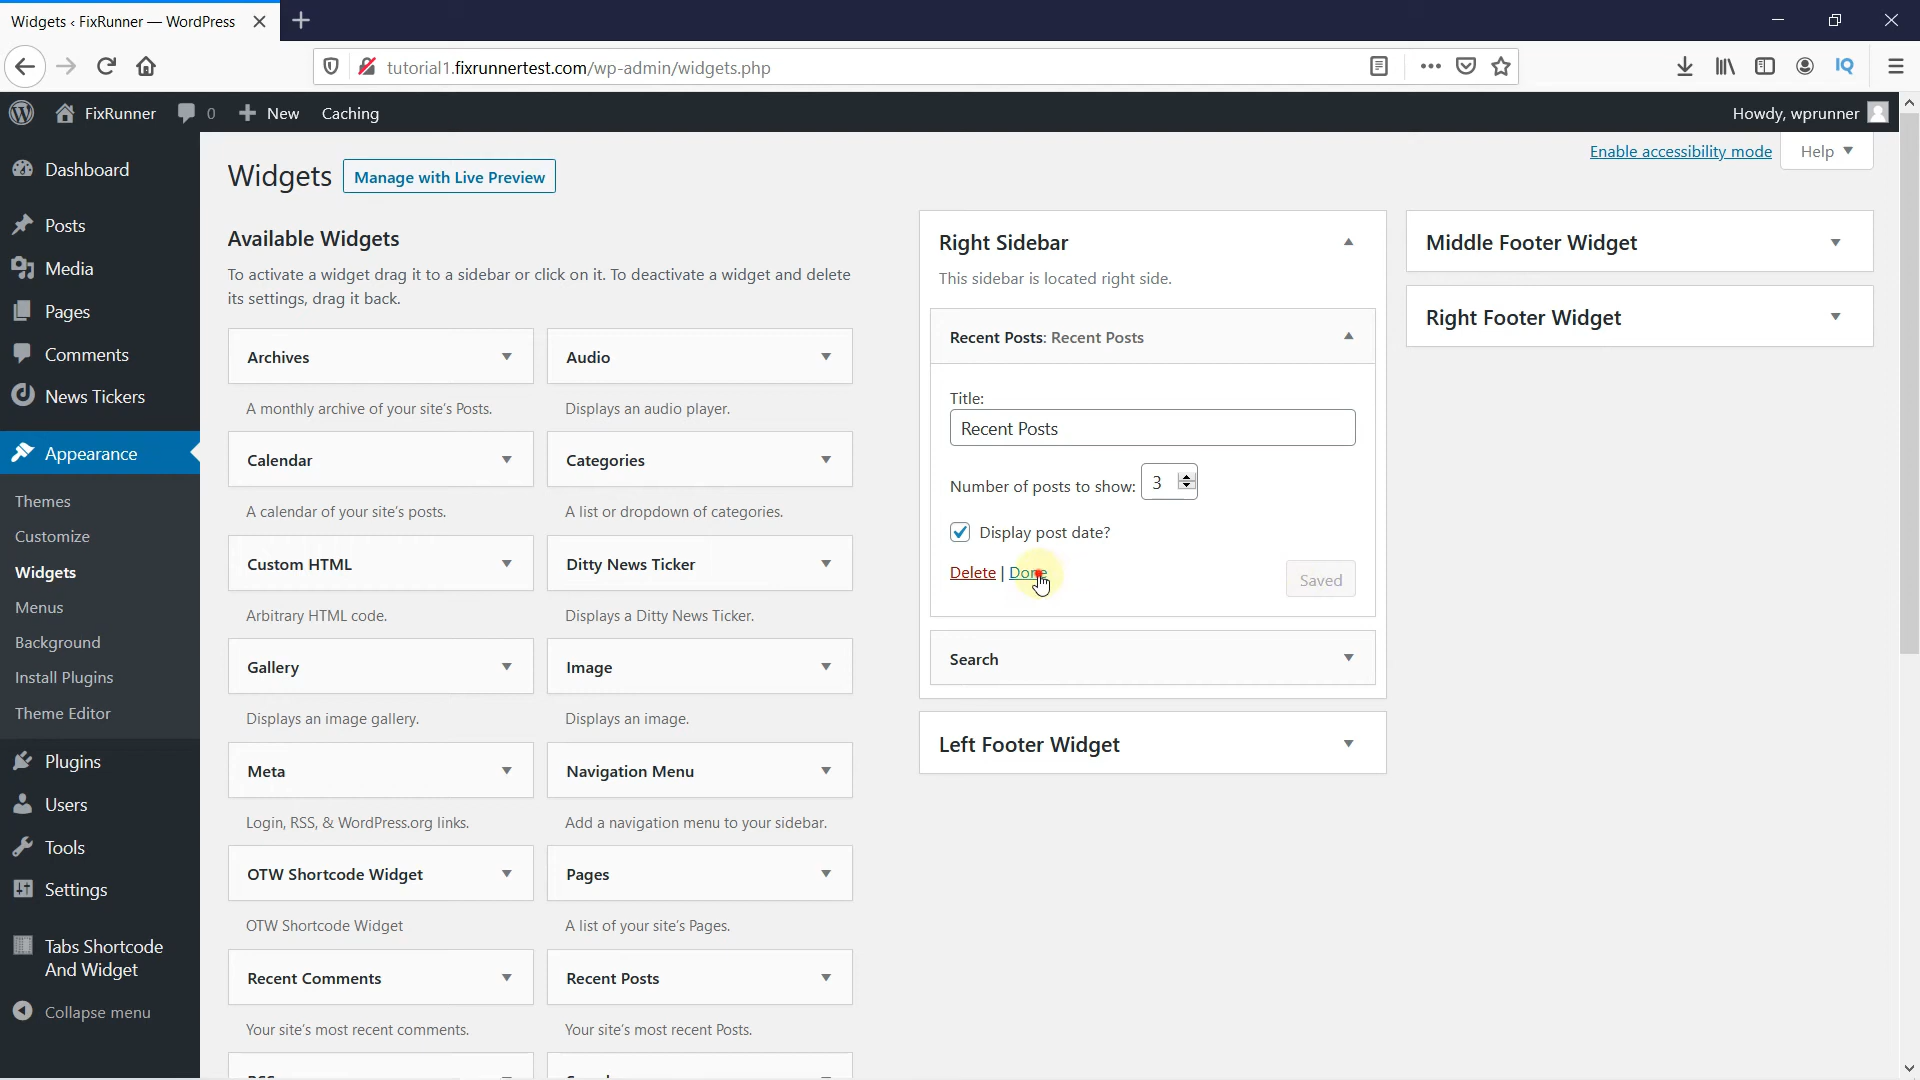 Widgets ‹ FixRunner — WordPress
tutorial1.fixrunnertest.com/wp-admin/widgets.php
IQ
FixRunner
0
New
Caching
Howdy, wprunner
Dashboard
Posts
Media
Pages
Comments
News Tickers
Appearance
Themes
Customize
Widgets
Menus
Background
Install Plugins
Theme Editor
Plugins
Users
Tools
Settings
Tabs Shortcode
And Widget
Collapse menu
Enable accessibility mode
Help
Widgets
Manage with Live Preview
Available Widgets
To activate a widget drag it to a sidebar or click on it. To deactivate a widget and delete
its settings, drag it back.
Archives
Audio
A monthly archive of your site's Posts.
Displays an audio player.
Calendar
Categories
A calendar of your site's posts.
A list or dropdown of categories.
Custom HTML
Ditty News Ticker
Arbitrary HTML code.
Displays a Ditty News Ticker.
Gallery
Image
Displays an image gallery.
Displays an image.
Meta
Navigation Menu
Login, RSS, & WordPress.org links.
Add a navigation menu to your sidebar.
OTW Shortcode Widget
Pages
OTW Shortcode Widget
A list of your site's Pages.
Recent Comments
Recent Posts
Your site's most recent comments.
Your site's most recent Posts.
Right Sidebar
This sidebar is located right side.
Recent Posts: Recent Posts
Title:
Recent Posts
Number of posts to show: 3
Display post date?
Delete | Done
Saved
Search
Left Footer Widget
Middle Footer Widget
Right Footer Widget